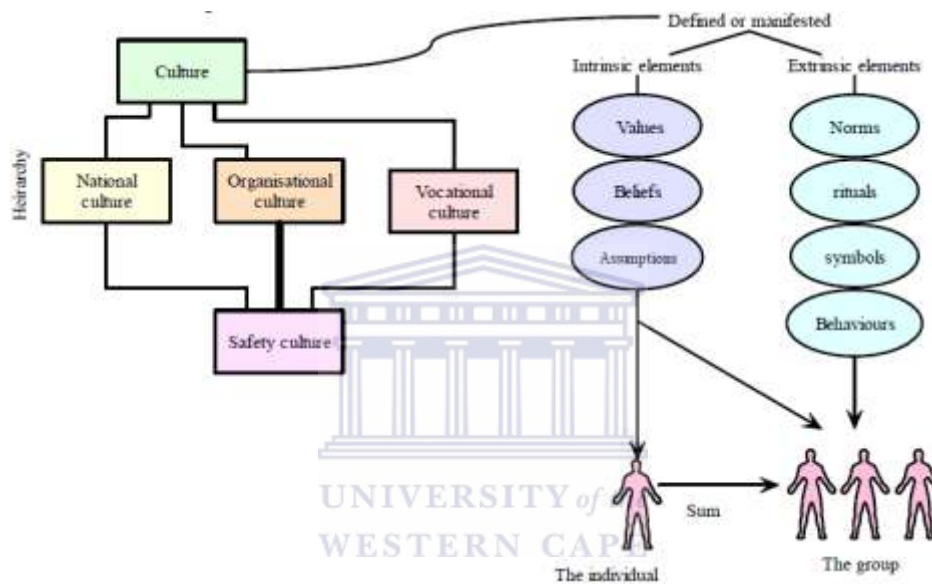 Defined or manifested
Culture
Intrinsic elements
Extrinsic elements
Values
Norms
Heirarchy
National
culture
Organisational
culture
Vocational
culture
Beliefs
rituals
Assumptions
symbols
Safety culture
Behaviours
UNIVERSITY of
WESTERN CAPE
Sum
The individual
The group